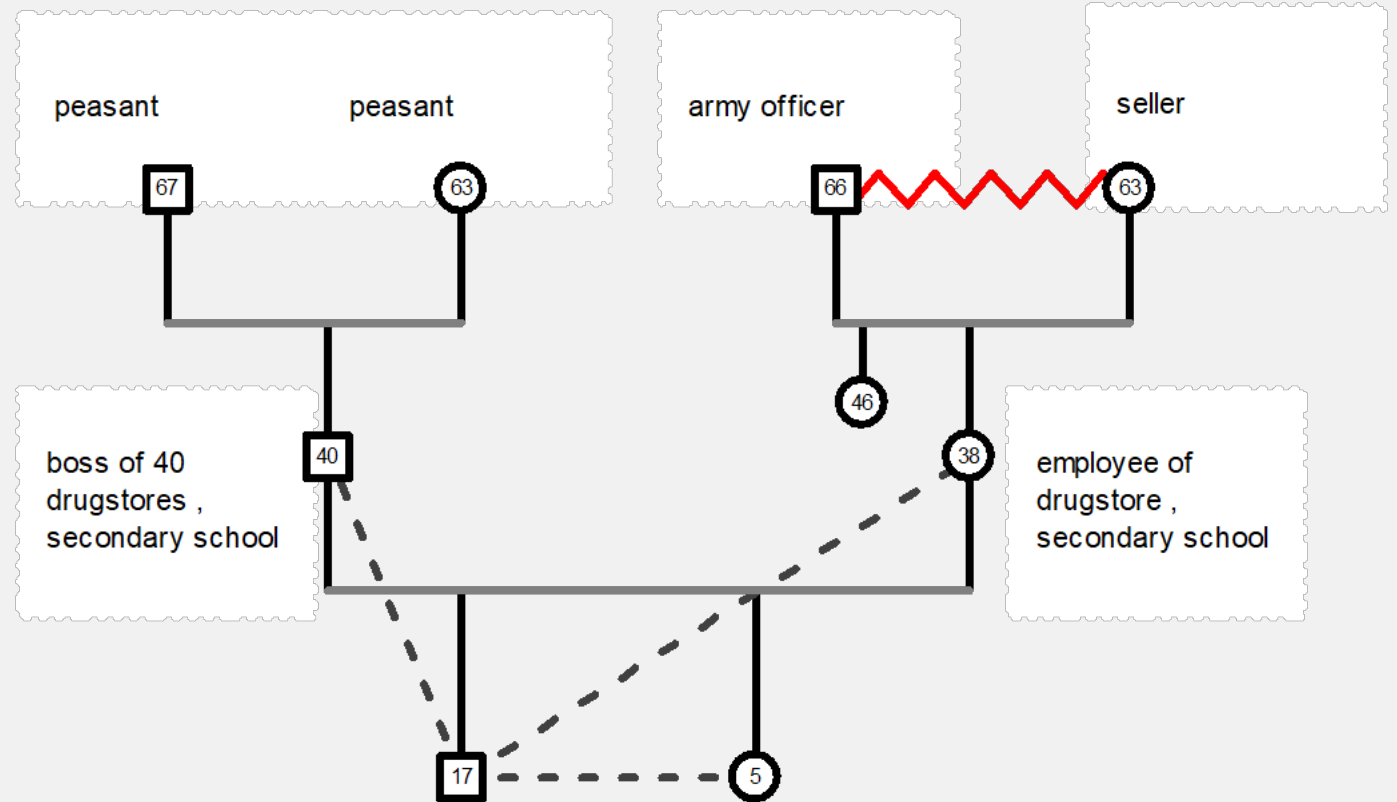 peasant
peasant
army officer
seller
67
63
66
63
46
40
38
boss of 40
drugstores ,
secondary school
employee of
drugstore ,
secondary school
17
5